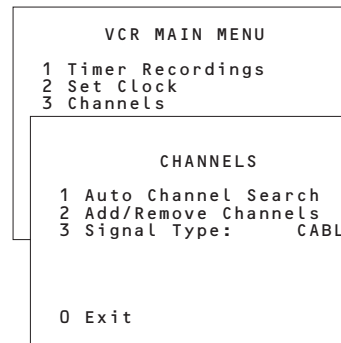 VCR MAIN MENU
1 Timer Recordings
2 Set Clock
3 Channels
CHANNELS
1 Auto Channel Search
2 Add/Remove Channels
3 Signal Type: CABL
0 Exit